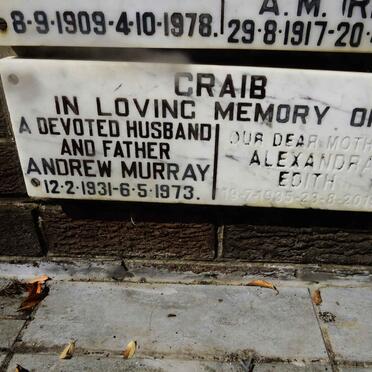 A.M.
8-9-1909-4-10-1978.
29-8-1917-20-
CRAIB
IN LOVING MEMORY
A DEVOTED HUSBAND
AND FATHER
ANDREW MURRAY
12-2-1931-6-5-1973.
OUR DEAR MOTH
ALEXANDRA
EDITH